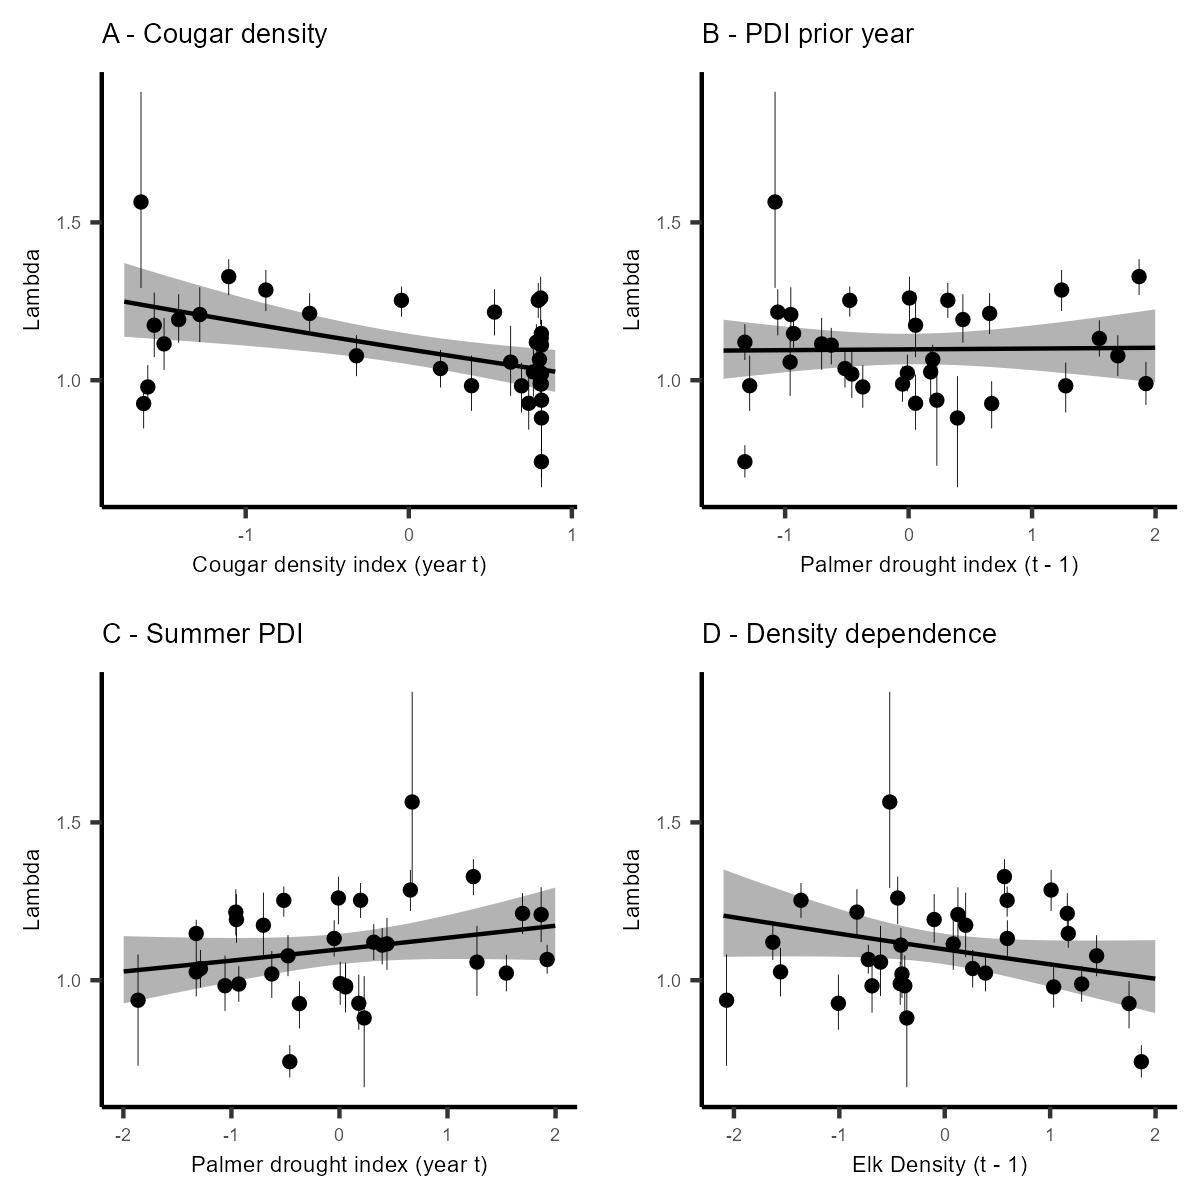 A - Cougar density
Lambda
1.5
1.0
-1
0
1
Cougar density index (year t)
B - PDI prior year
Lambda
1.5
1.0
-1
0
1
2
Palmer drought index (t - 1)
C - Summer PDI
Lambda
1.5
1.0
-2
-1
0
1
2
Palmer drought index (year t)
D - Density dependence
Lambda
1.5
1.0
-2
-1
0
1
2
Elk Density (t - 1)